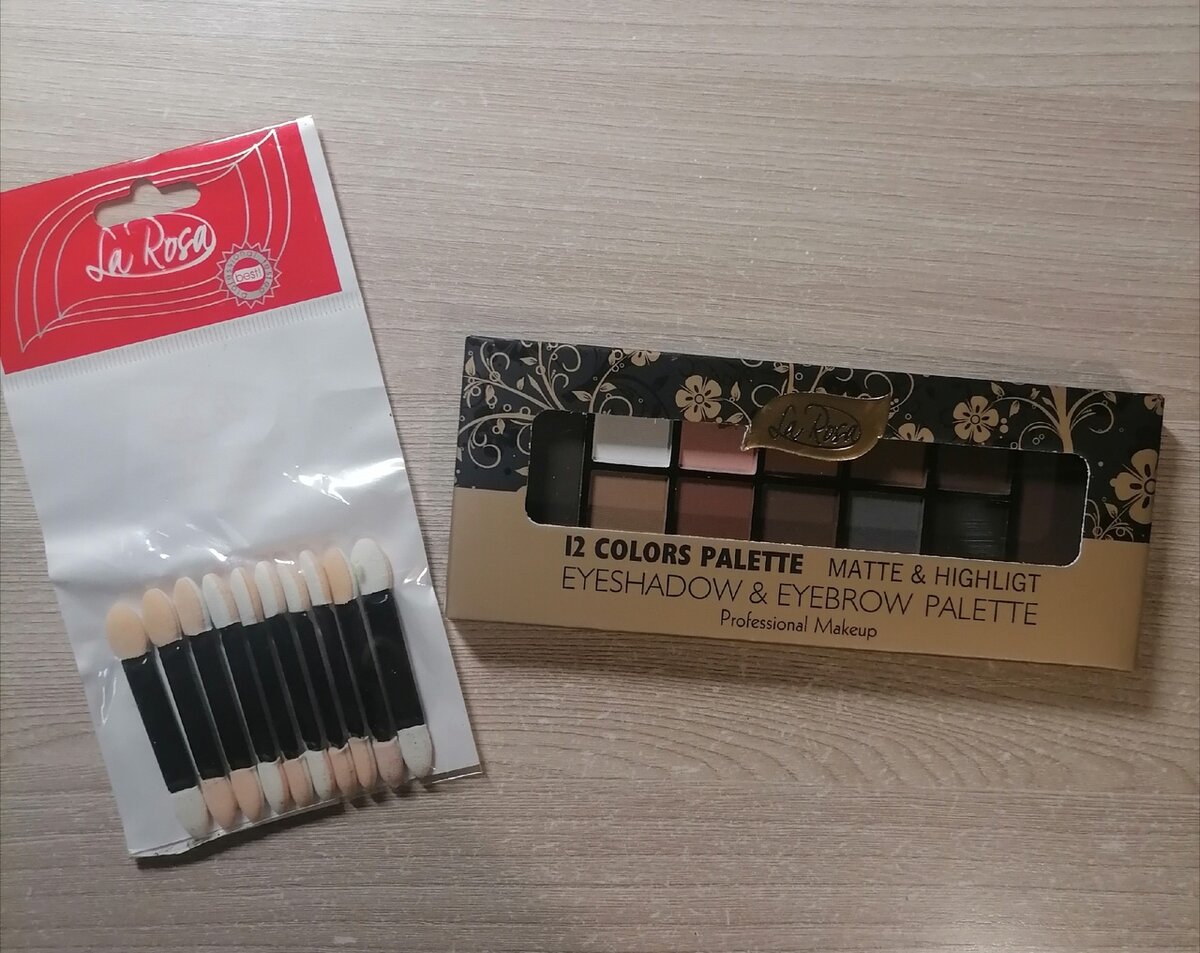 La Rosa
best!
La Rosa
12 COLORS PALETTE MATTE & HIGHLIGT
EYESHADOW & EYEBROW PALETTE
Professional Makeup